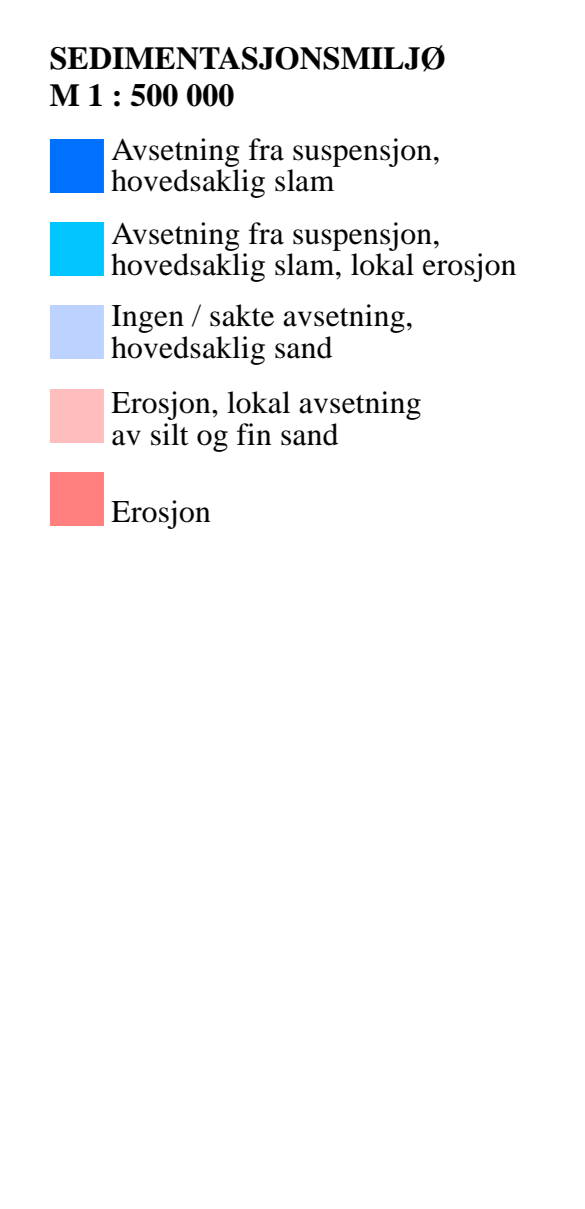 SEDIMENTASJONSMILJØ
M 1 : 500 000
Avsetning fra suspensjon,
hovedsaklig slam
Avsetning fra suspensjon,
hovedsaklig slam, lokal erosjon
Ingen / sakte avsetning,
hovedsaklig sand
Erosjon, lokal avsetning
av silt og fin sand
Erosjon